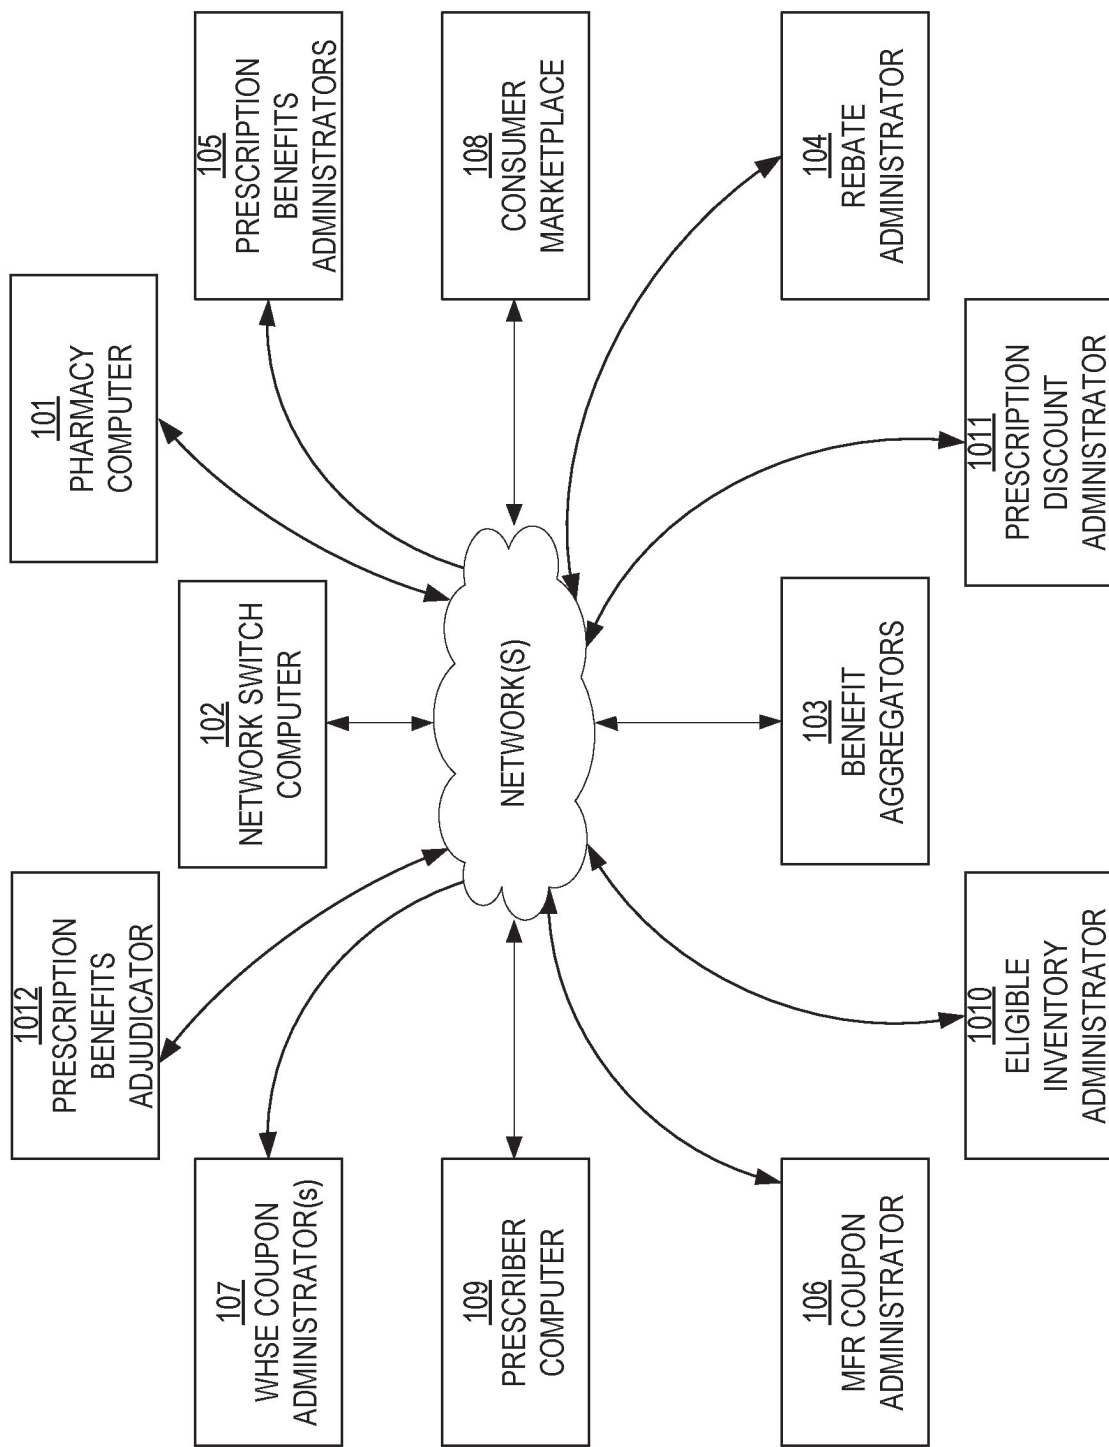 1012
PRESCRIPTION
BENEFITS
ADJUDICATOR
102
NETWORK SWITCH
COMPUTER
101
PHARMACY
COMPUTER
107
WHSE COUPON
ADMINISTRATOR(s)
105
PRESCRIPTION
BENEFITS
ADMINISTRATORS
109
PRESCRIBER
COMPUTER
NETWORK(S)
108
CONSUMER
MARKETPLACE
106
MFR COUPON
ADMINISTRATOR
103
BENEFIT
AGGREGATORS
104
REBATE
ADMINISTRATOR
1010
ELIGIBLE
INVENTORY
ADMINISTRATOR
1011
PRESCRIPTION
DISCOUNT
ADMINISTRATOR